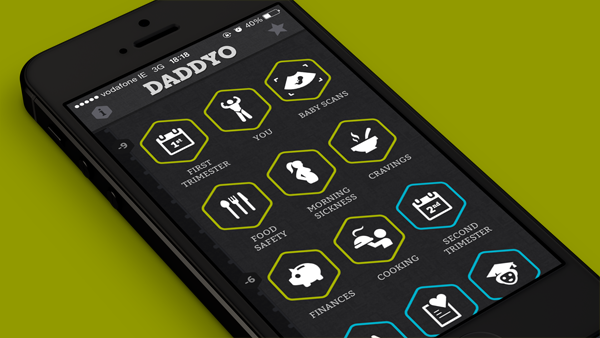 vodafone IE 3G 18:18 40%
DADDYO
i
-9
1st
FIRST
TRIMESTER
YOU
BABY SCANS
FOOD
SAFETY
MORNING
SICKNESS
CRAVINGS
-6
FINANCES
COOKING
2nd
SECOND
TRIMESTER